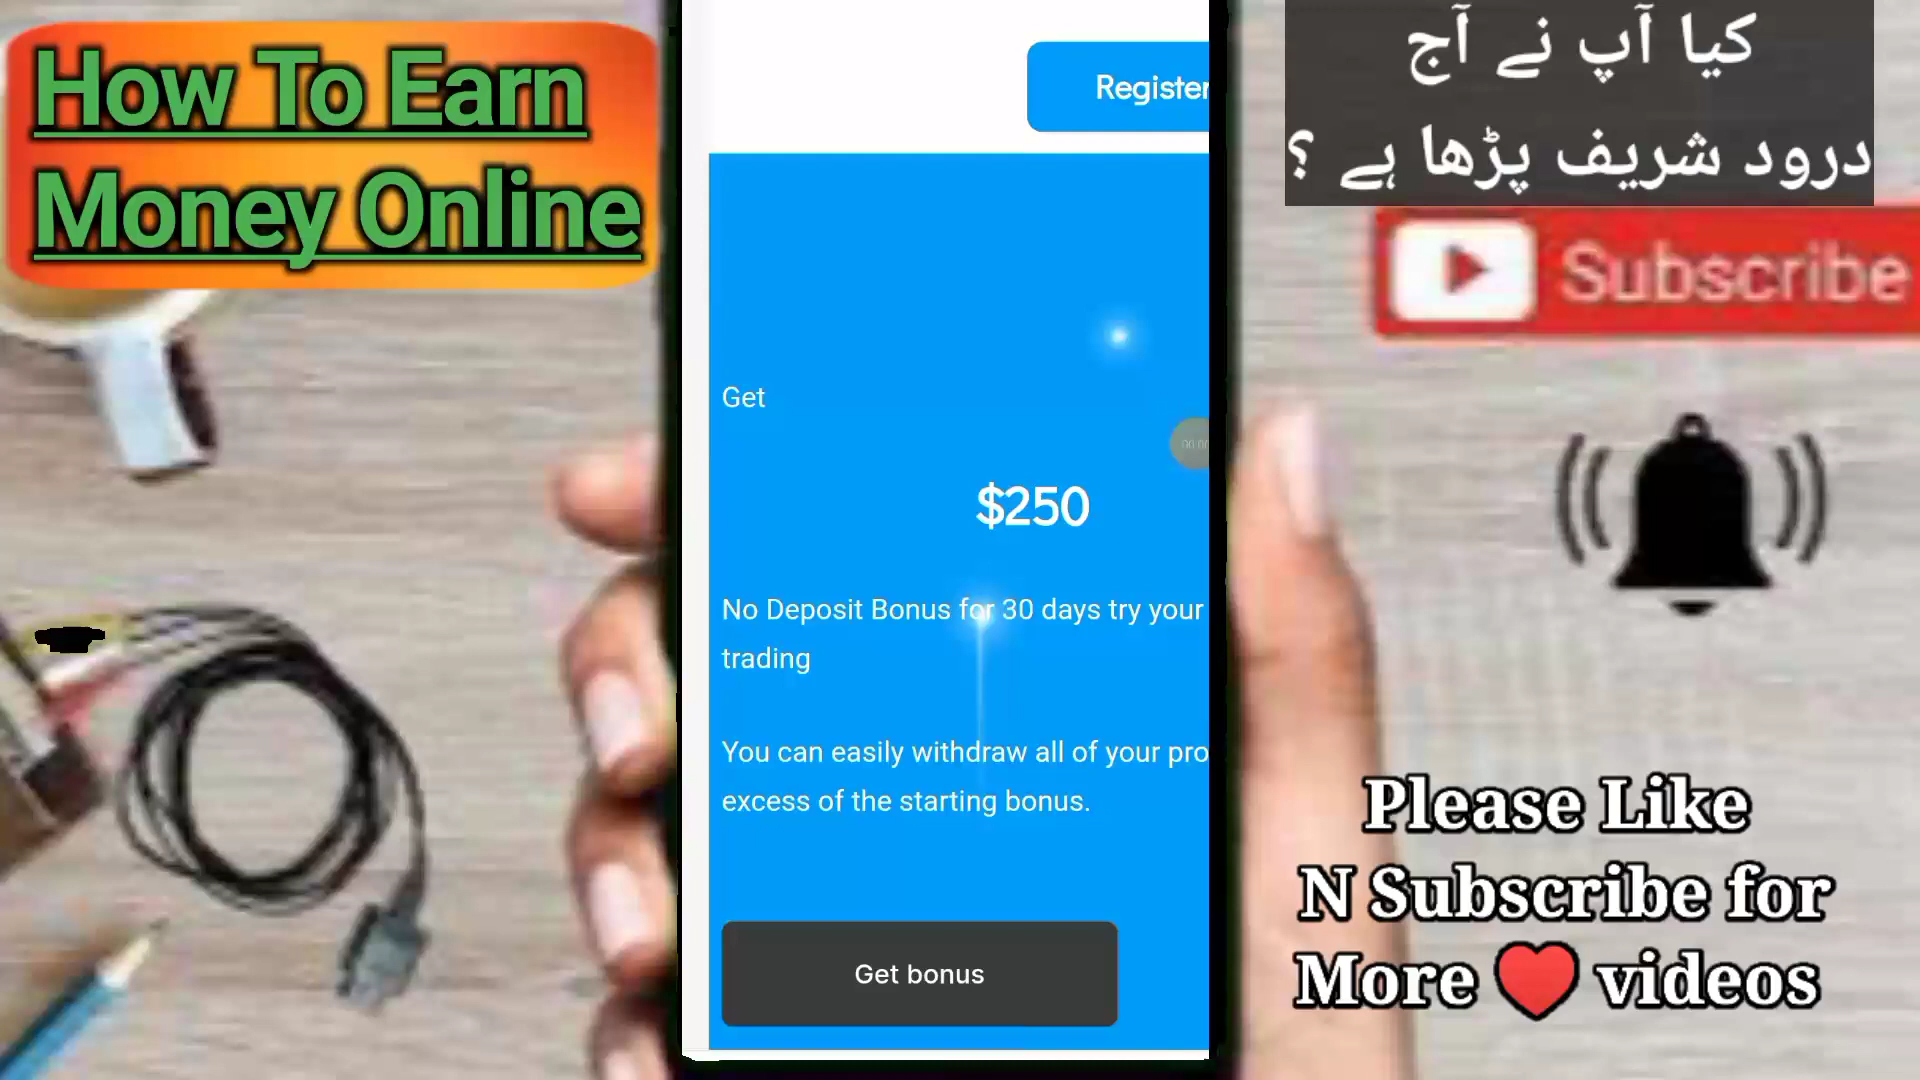 How To Earn
Money Online
Register
Get
$250
No Deposit Bonus for 30 days try your
trading
You can easily withdraw all of your pro
excess of the starting bonus.
Get bonus
کیا آپ نے آج
درود شریف پڑھا ہے ؟
Subscribe
Please Like
N Subscribe for
More ❤ videos